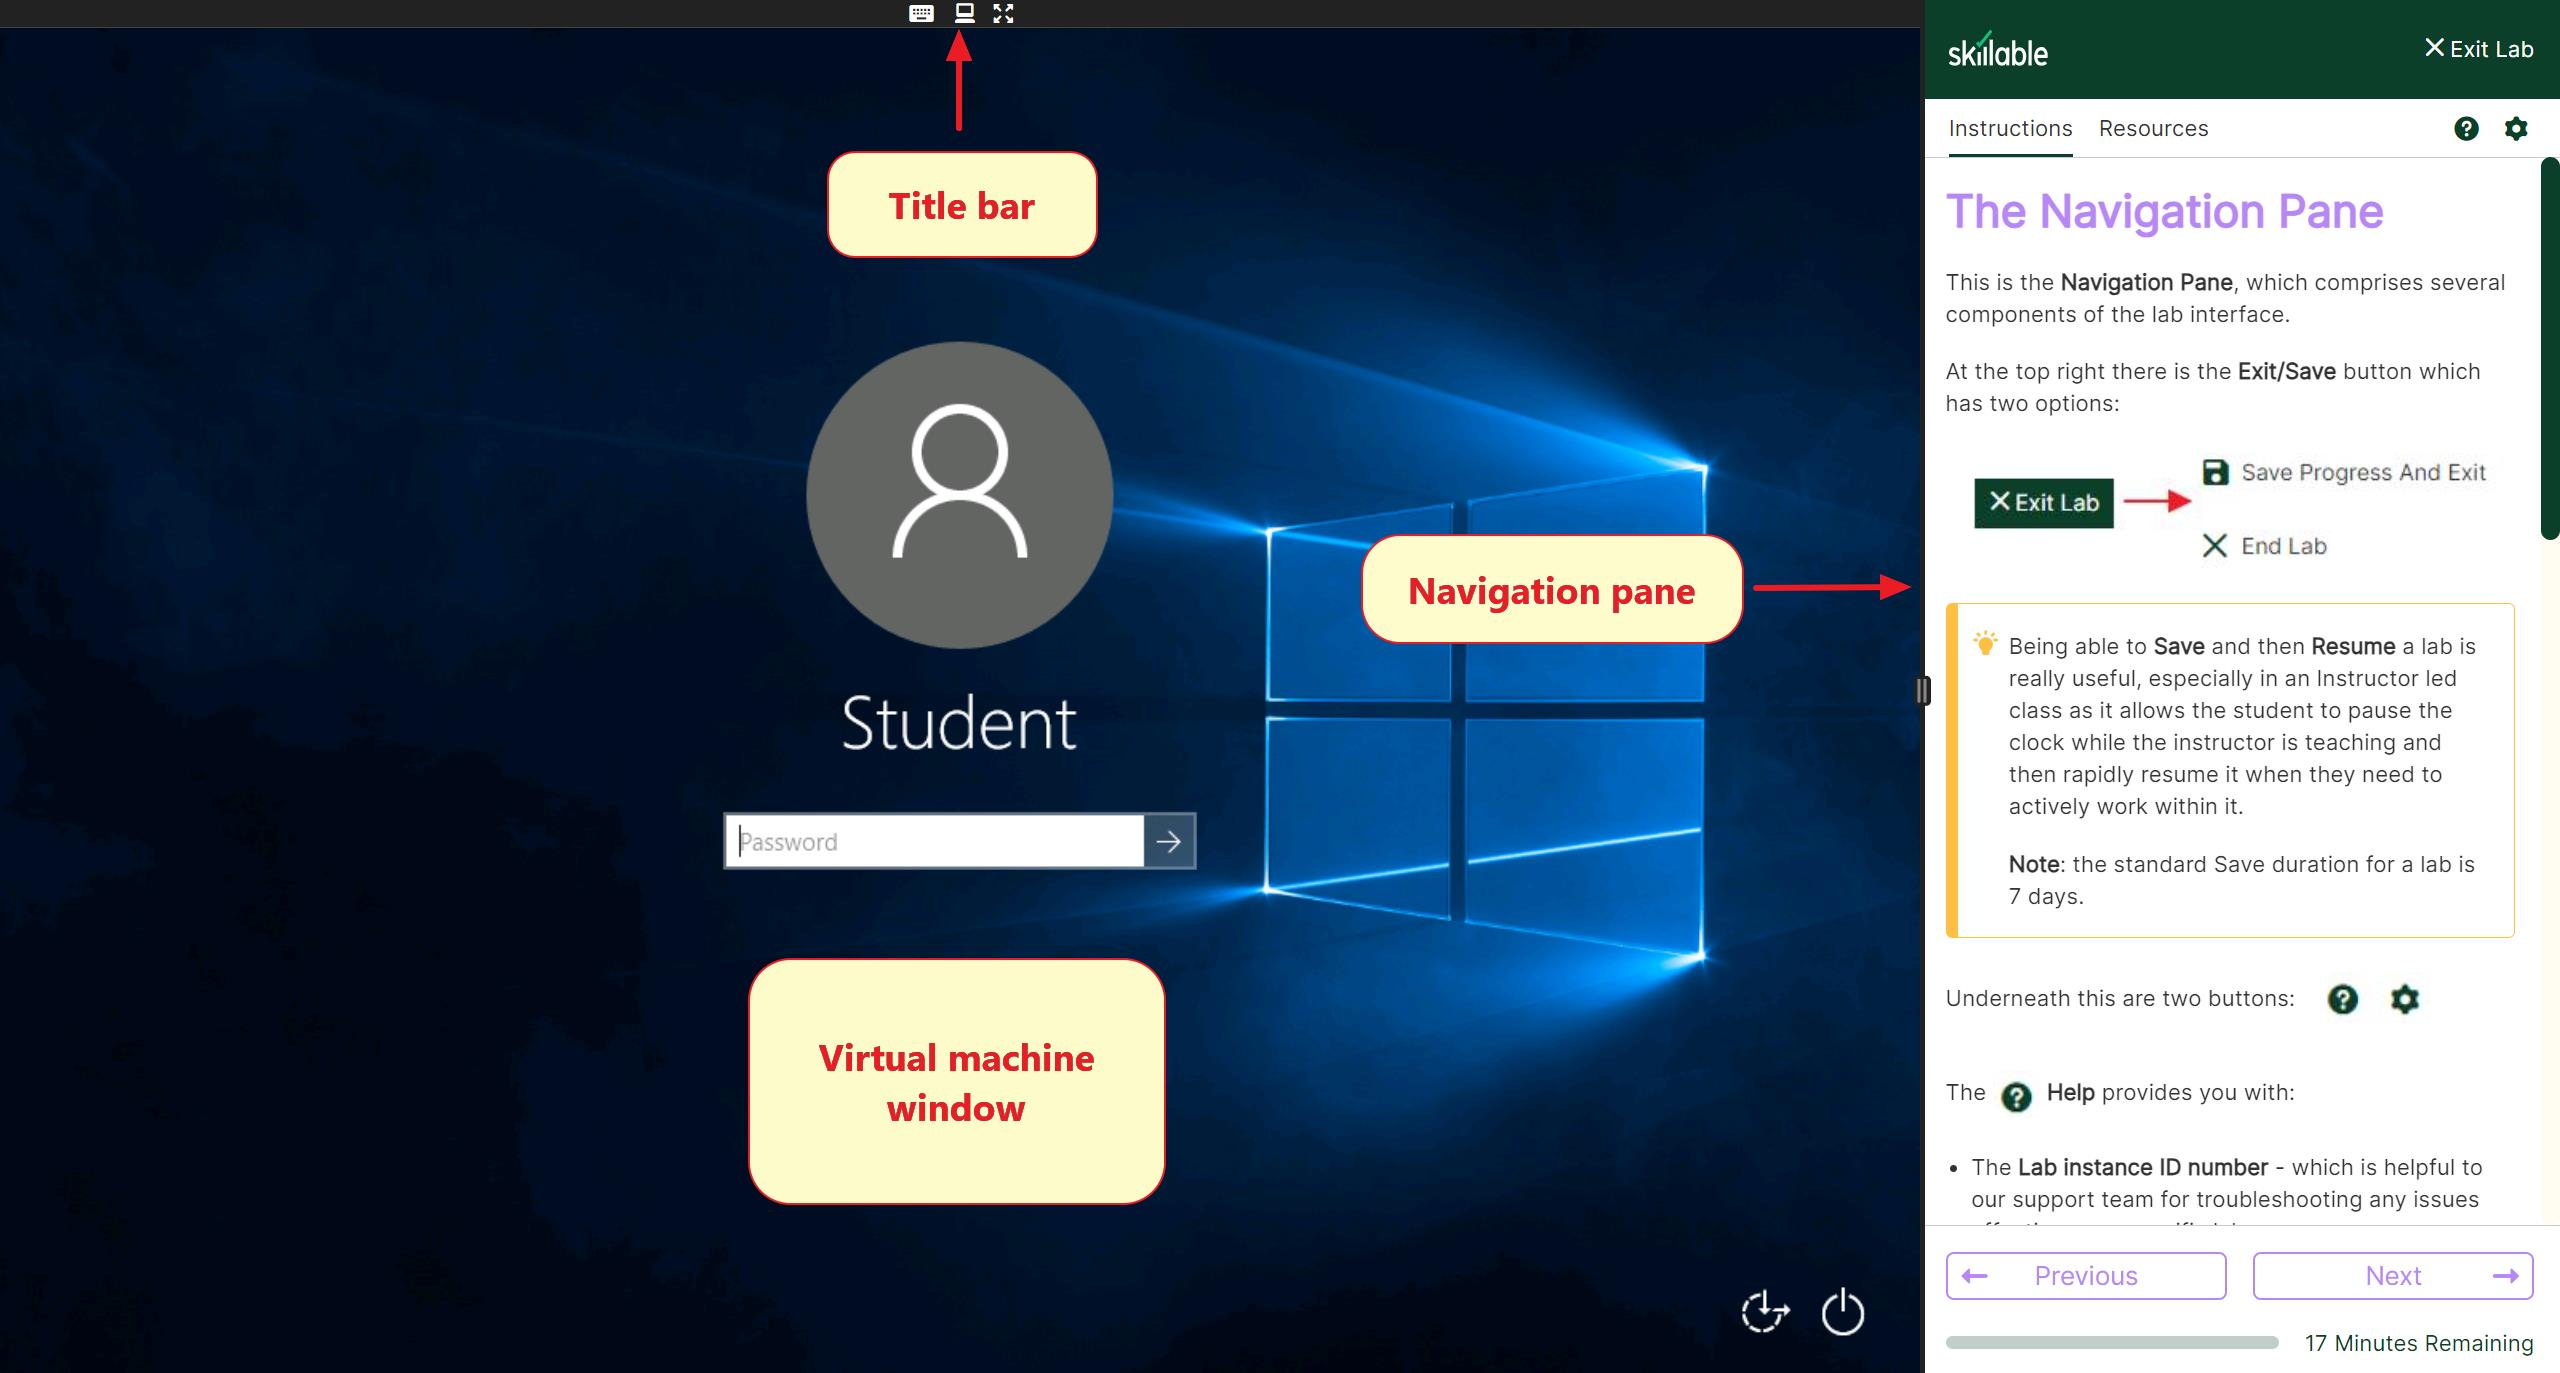 skillable
Exit Lab
Instructions Resources
Title bar
The Navigation Pane
This is the Navigation Pane, which comprises several
components of the lab interface.
At the top right there is the Exit/Save button which
has two options:
Exit Lab
Save Progress And Exit
End Lab
Navigation pane
Being able to Save and then Resume a lab is
really useful, especially in an Instructor led
class as it allows the student to pause the
clock while the instructor is teaching and
then rapidly resume it when they need to
actively work within it.
Note: the standard Save duration for a lab is
7 days.
Student
Password
Virtual machine
window
Underneath this are two buttons:
The Help provides you with:
• The Lab instance ID number - which is helpful to
our support team for troubleshooting any issues
Previous
Next
17 Minutes Remaining